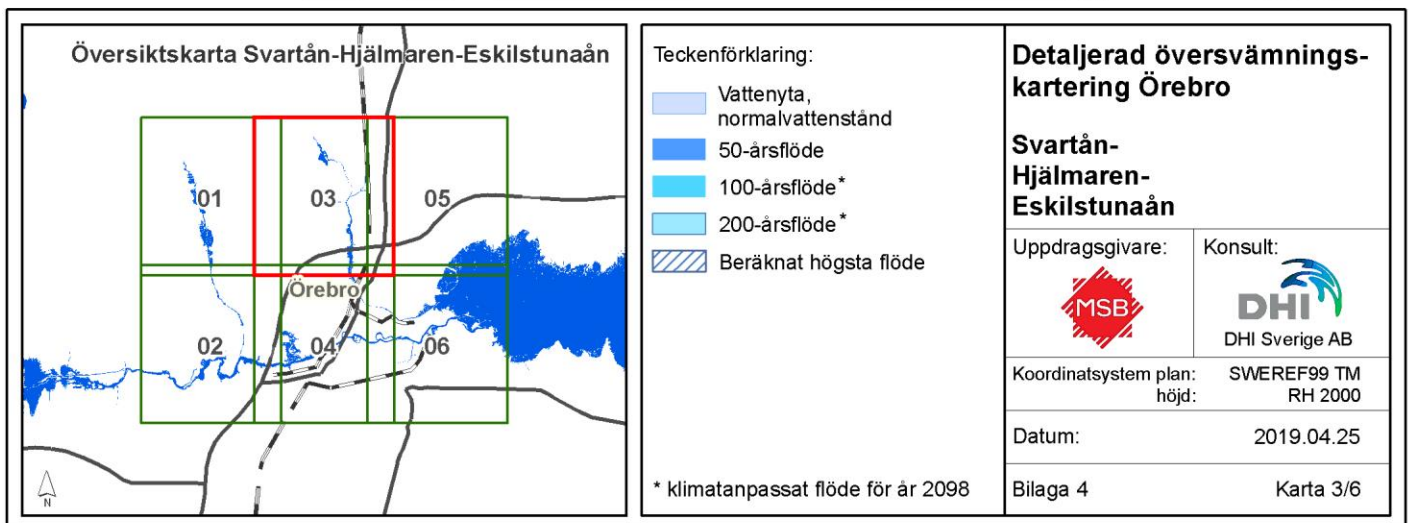 Översiktskarta Svartån-Hjälmaren-Eskilstunaån
01
03
05
Örebro
02
04
06
N
Teckenförklaring:
Vattenyta,
normalvattenstånd
50-årsflöde
100-årsflöde*
200-årsflöde*
Beräknat högsta flöde
* klimatanpassat flöde för år 2098
Detaljerad översvämnings-
kartering Örebro
Svartån-
Hjälmaren-
Eskilstunaån
Uppdragsgivare:
MSB
Konsult:
DHI
DHI Sverige AB
Koordinatsystem plan: SWEREF99 TM
höjd: RH 2000
Datum: 2019.04.25
Bilaga 4 Karta 3/6